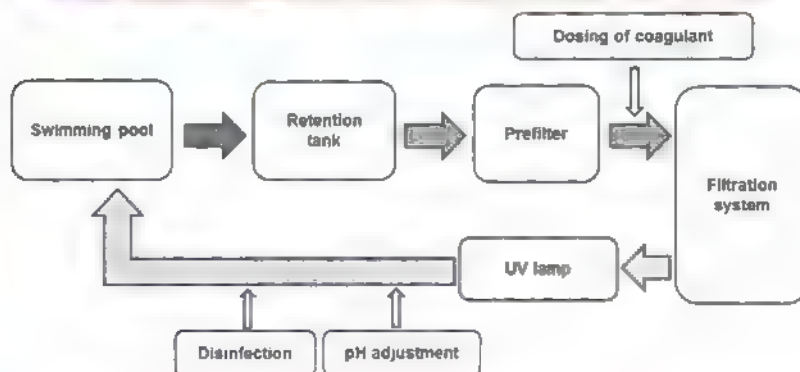 Dosing of coagulant
Swimming pool
Retention
tank
Prefilter
Filtration
system
UV lamp
Disinfection
pH adjustment